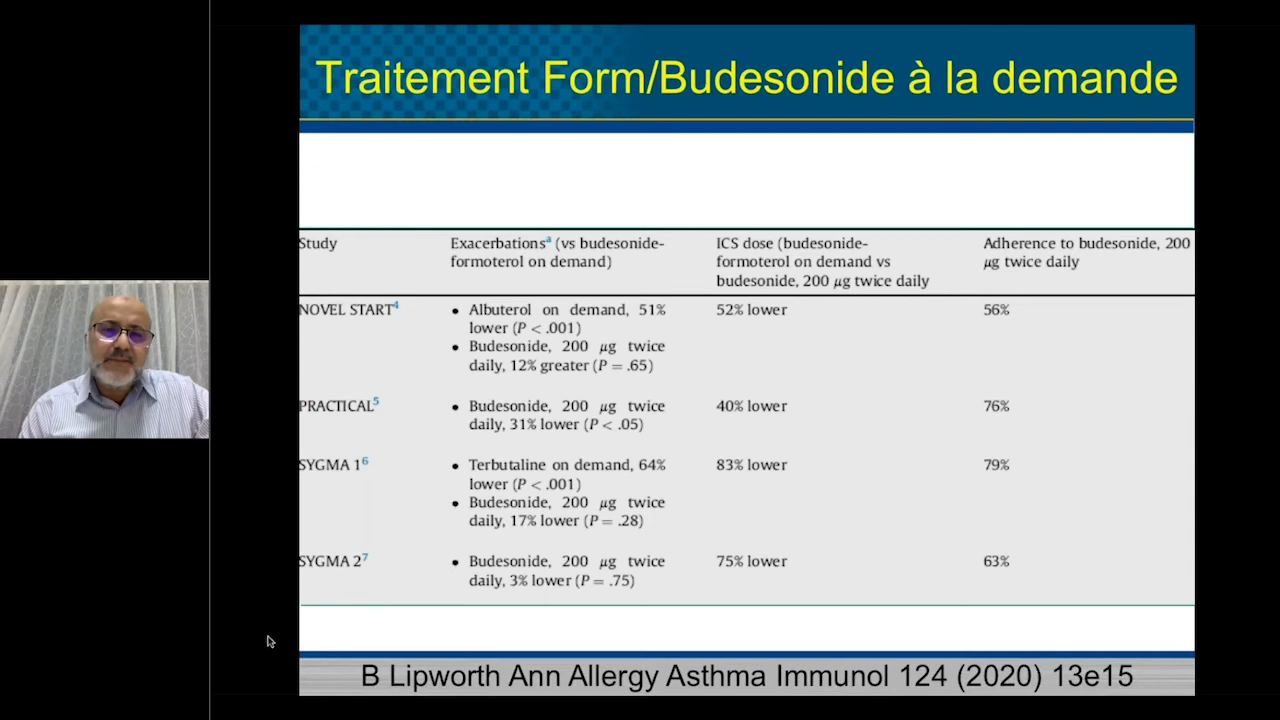 Traitement Form/Budesonide à la demande
Study
Exacerbationsª (vs budesonide-
formoterol on demand)
ICS dose (budesonide-
formoterol on demand vs
budesonide, 200 μg twice daily
Adherence to budesonide, 200
μg twice daily
NOVEL START⁴
• Albuterol on demand, 51%
lower (P < .001)
• Budesonide, 200 μg twice
daily, 12% greater (P = .65)
52% lower
56%
PRACTICAL⁵
• Budesonide, 200 μg twice
daily, 31% lower (P < .05)
40% lower
76%
SYGMA 1⁶
• Terbutaline on demand, 64%
lower (P < .001)
• Budesonide, 200 μg twice
daily, 17% lower (P = .28)
83% lower
79%
SYGMA 2⁷
• Budesonide, 200 μg twice
daily, 3% lower (P = .75)
75% lower
63%
B Lipworth Ann Allergy Asthma Immunol 124 (2020) 13e15